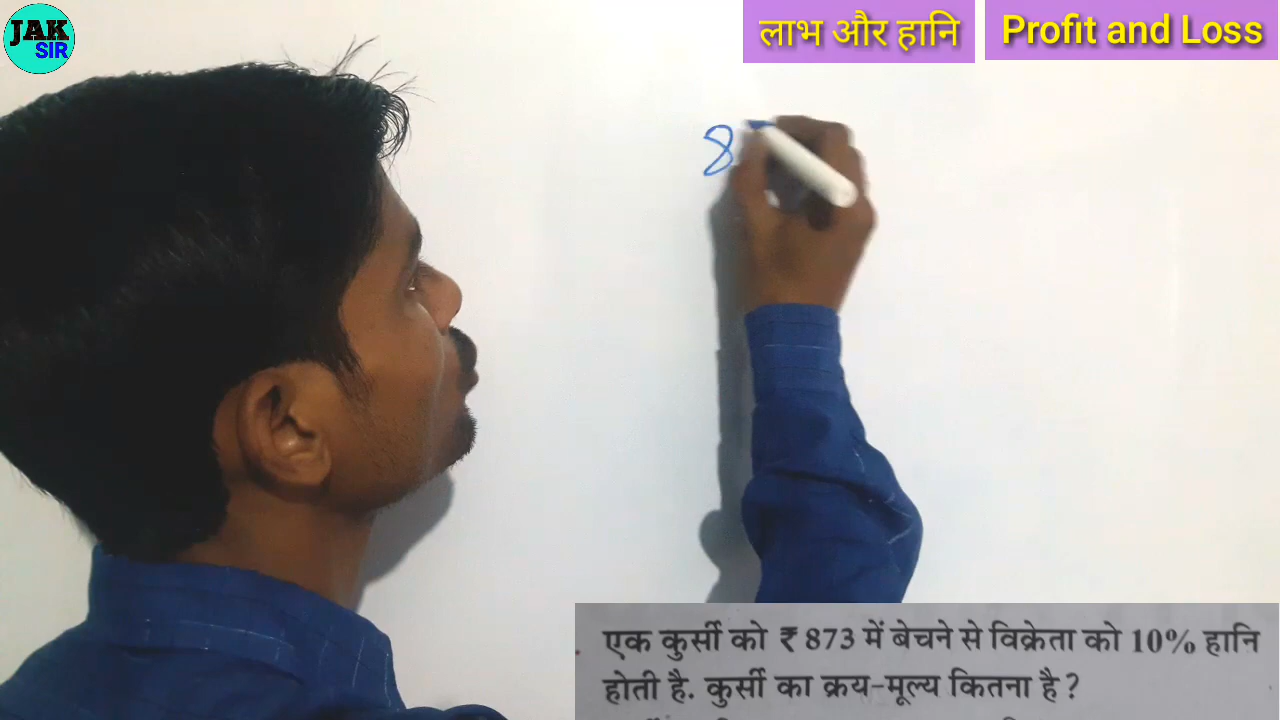 JAK
SIR
लाभ और हानि
Profit and Loss
8
एक कुर्सी को ₹ 873 में बेचने से विक्रेता को 10% हानि
होती है. कुर्सी का क्रय-मूल्य कितना है ?